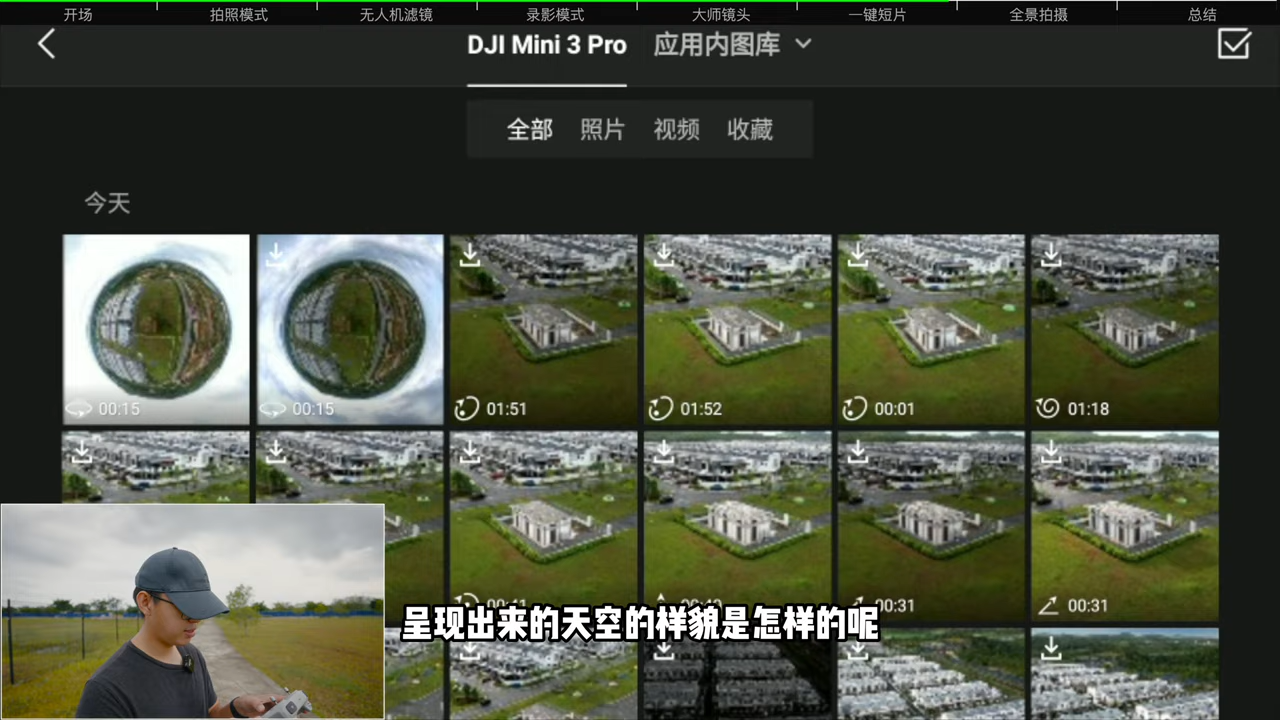 开场 拍照模式 无人机滤镜 录影模式 大师镜头 一键短片 全景拍摄 总结
DJI Mini 3 Pro 应用内图库
全部 照片 视频 收藏
今天
00:15 00:15 01:51 01:52 00:01 01:18
00:31 00:31
呈现出来的天空的样貌是怎样的呢